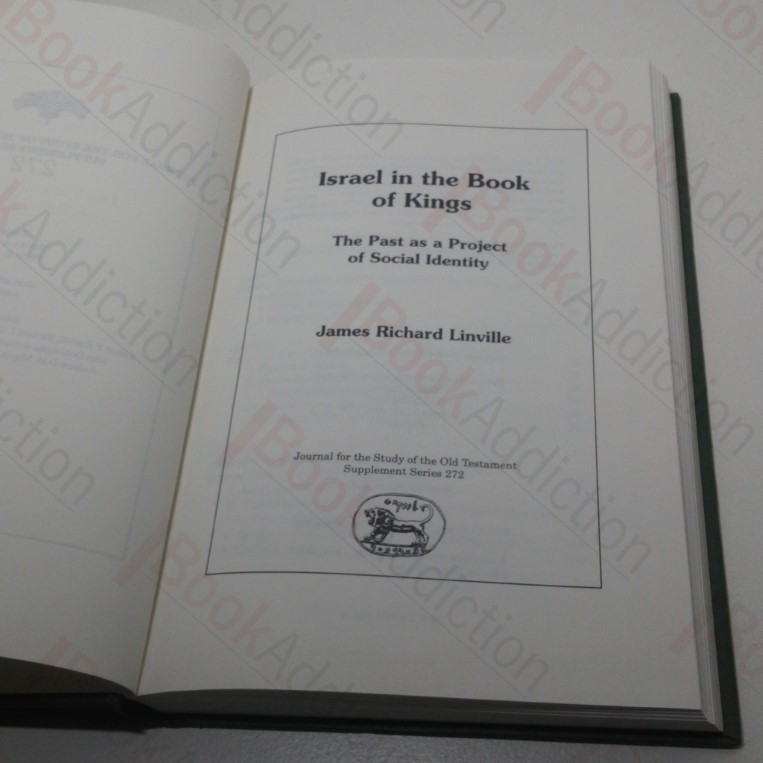 Israel in the Book
of Kings
The Past as a Project
of Social Identity
James Richard Linville
Journal for the Study of the Old Testament
Supplement Series 272
BookAddiction